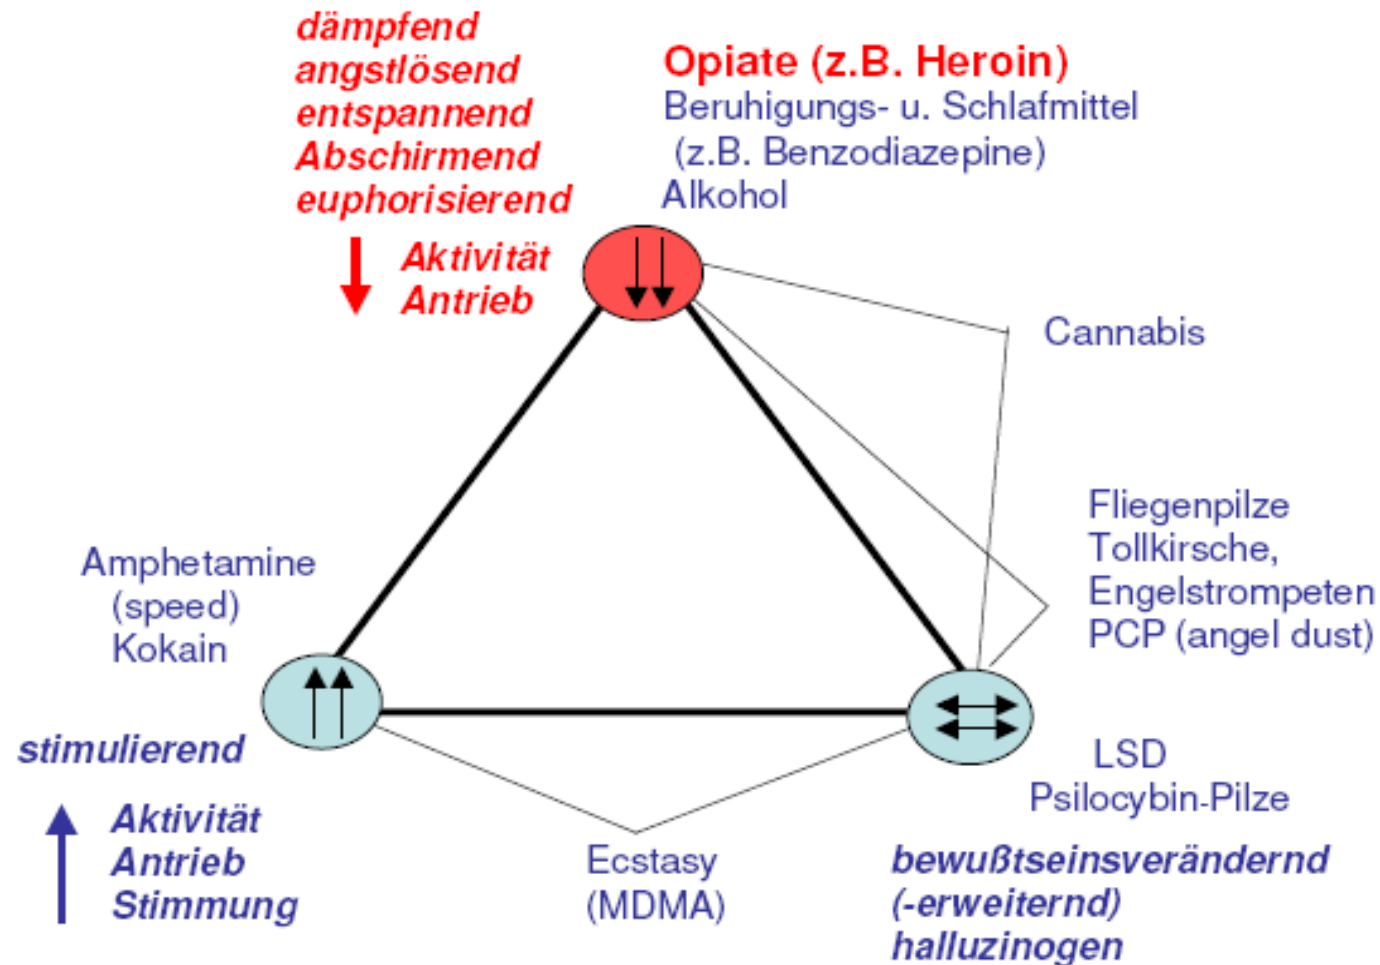 dämpfend
angstlösend
entspannend
Abschirmend
euphorisierend
Aktivität
Antrieb
Opiate (z.B. Heroin)
Beruhigungs- u. Schlafmittel
(z.B. Benzodiazepine)
Alkohol
Cannabis
Fliegenpilze
Tollkirsche,
Engelstrompeten
PCP (angel dust)
Amphetamine
(speed)
Kokain
stimulierend
Aktivität
Antrieb
Stimmung
Ecstasy
(MDMA)
LSD
Psilocybin-Pilze
bewußtseinsverändernd
(-erweiternd)
halluzinogen